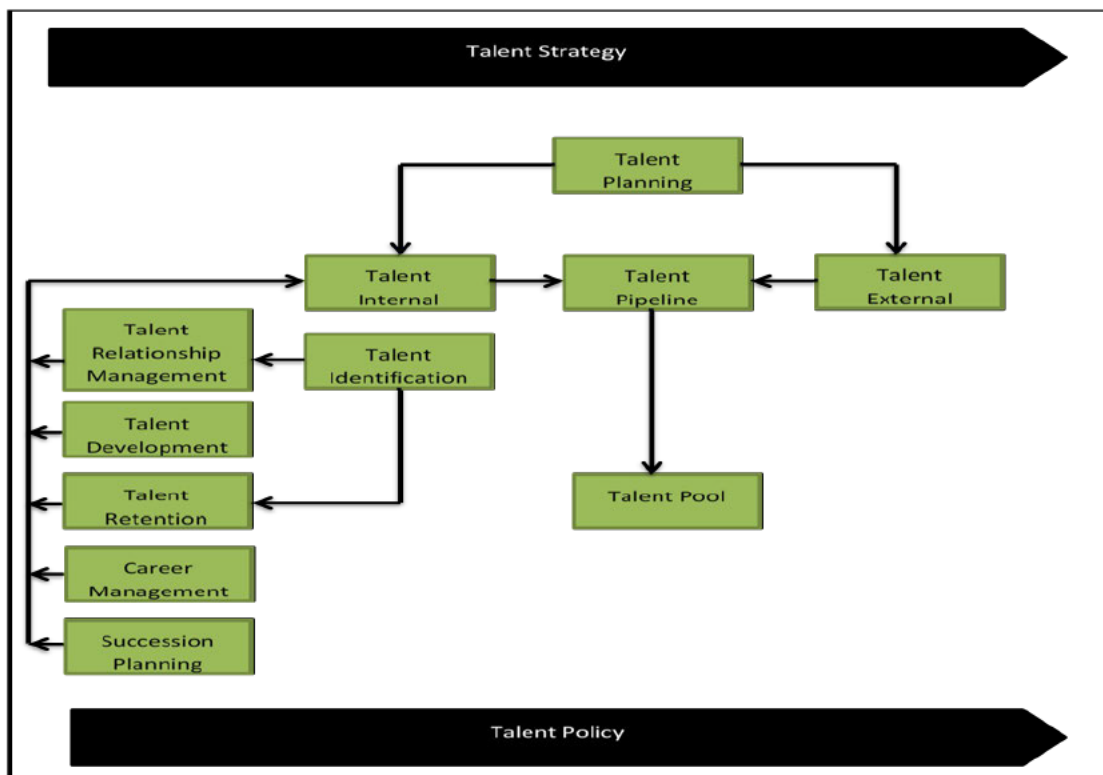 Talent Strategy
Talent
Planning
Talent
Internal
Talent
Pipeline
Talent
External
Talent
Relationship
Management
Talent
Identification
Talent
Development
Talent
Retention
Talent Pool
Career
Management
Succession
Planning
Talent Policy